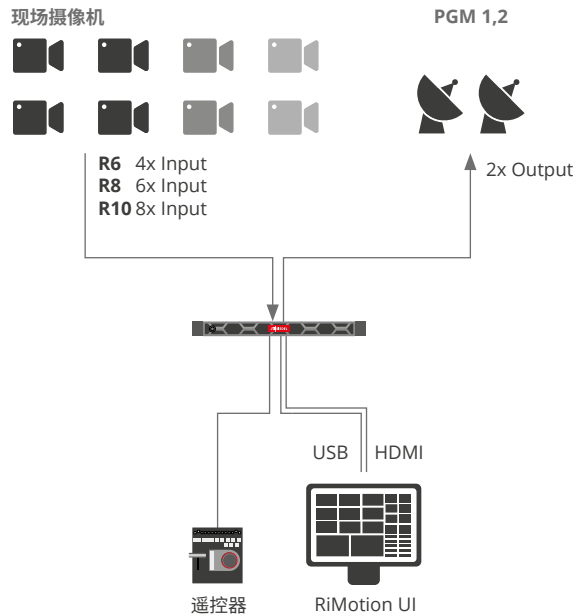 现场摄像机
PGM 1,2
R6 4x Input
R8 6x Input
R10 8x Input
2x Output
USB HDMI
遥控器
RiMotion UI